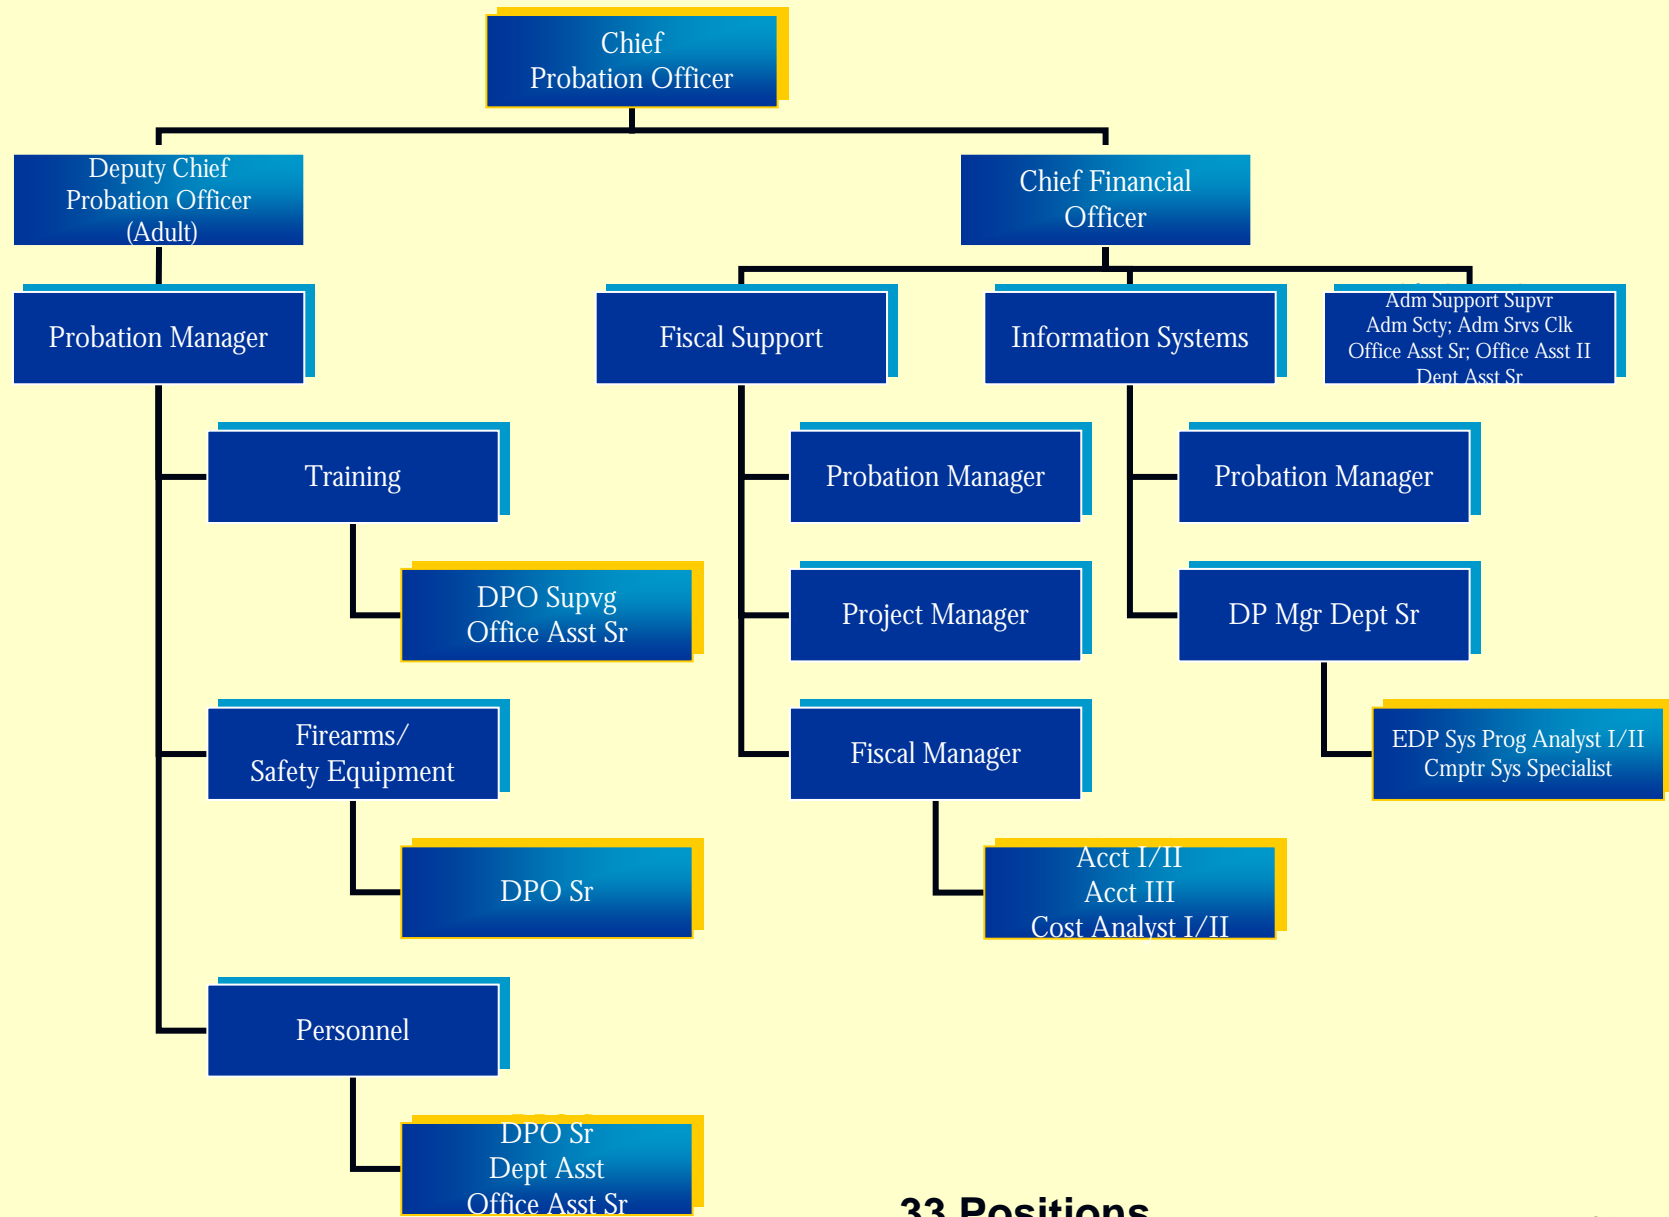 Chief
Probation Officer
Deputy Chief
Probation Officer
(Adult)
Chief Financial
Officer
Probation Manager
Fiscal Support
Information Systems
Adm Support Supvr
Adm Scty; Adm Srvs Clk
Office Asst Sr; Office Asst II
Dept Asst Sr
Training
Probation Manager
Probation Manager
DPO Supvg
Office Asst Sr
Project Manager
DP Mgr Dept Sr
Firearms/
Safety Equipment
Fiscal Manager
EDP Sys Prog Analyst I/II
Cmptr Sys Specialist
DPO Sr
Acct I/II
Acct III
Cost Analyst I/II
Personnel
DPO Sr
Dept Asst
Office Asst Sr
33 Positions